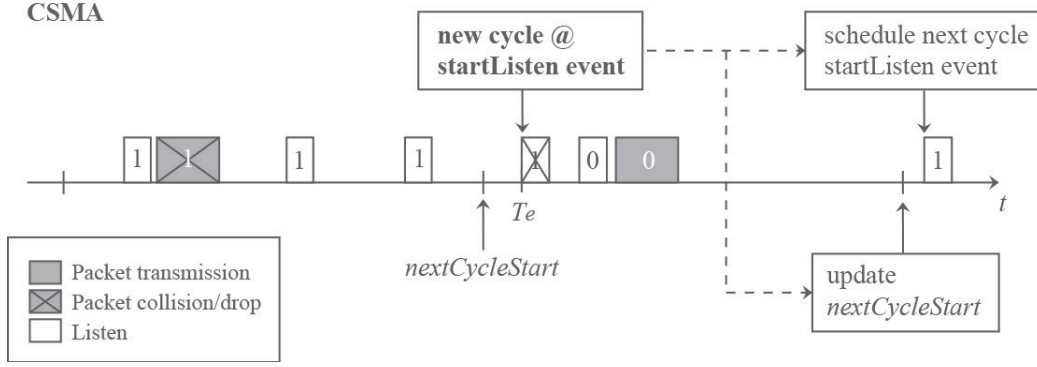 CSMA
new cycle @
startListen event
schedule next cycle
startListen event
1
1
1
1
1
0
0
1
Te
t
nextCycleStart
Packet transmission
Packet collision/drop
Listen
update
nextCycleStart